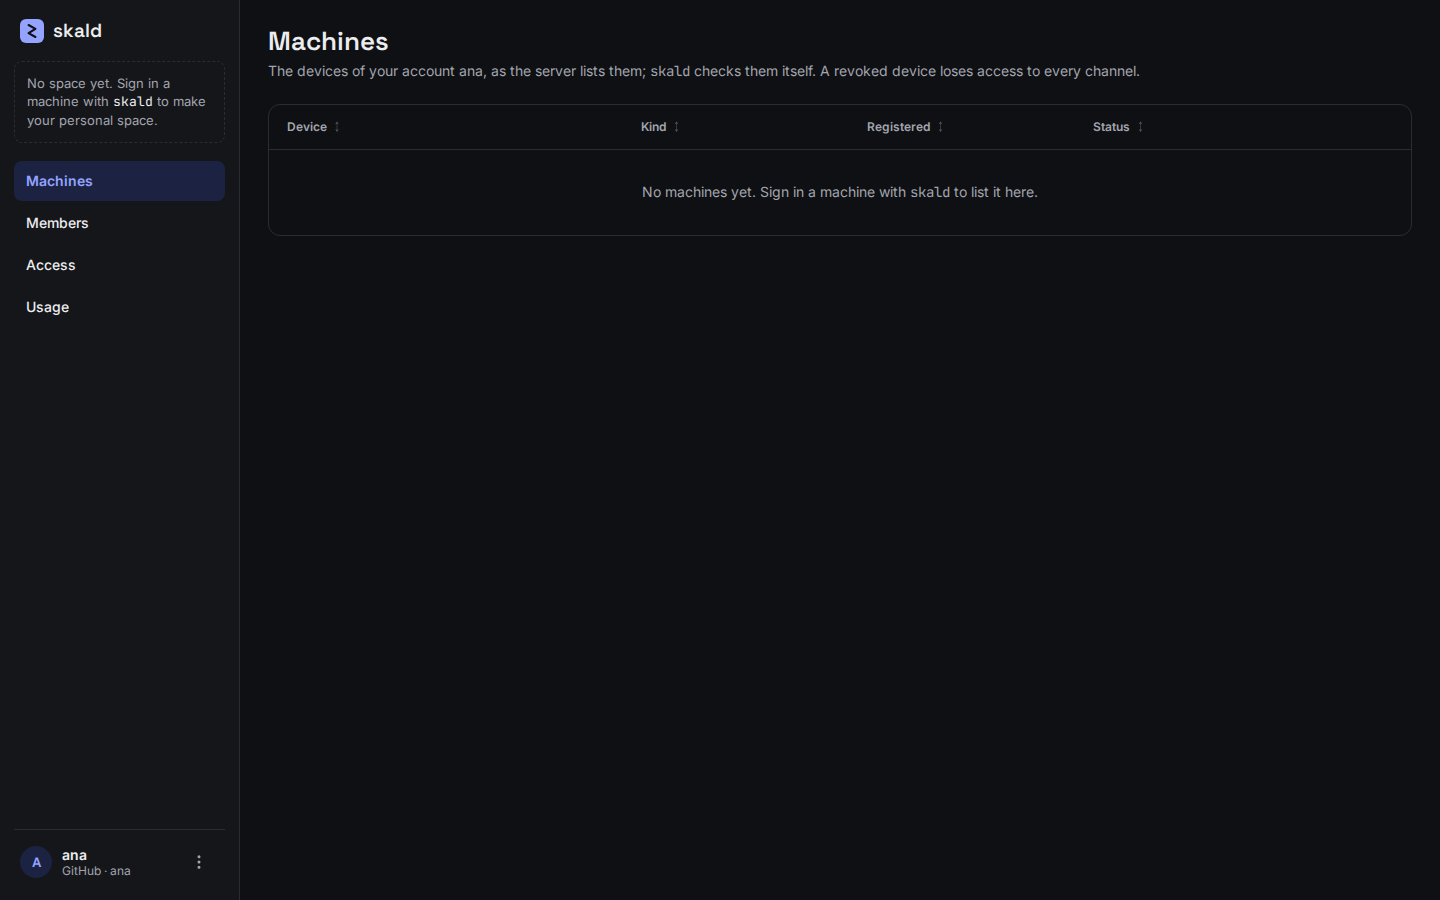 skald
No space yet. Sign in a
machine with skald to make
your personal space.
Machines
Members
Access
Usage
A
ana
GitHub · ana
Machines
The devices of your account ana, as the server lists them; skald checks them itself. A revoked device loses access to every channel.
Device Kind Registered Status
No machines yet. Sign in a machine with skald to list it here.